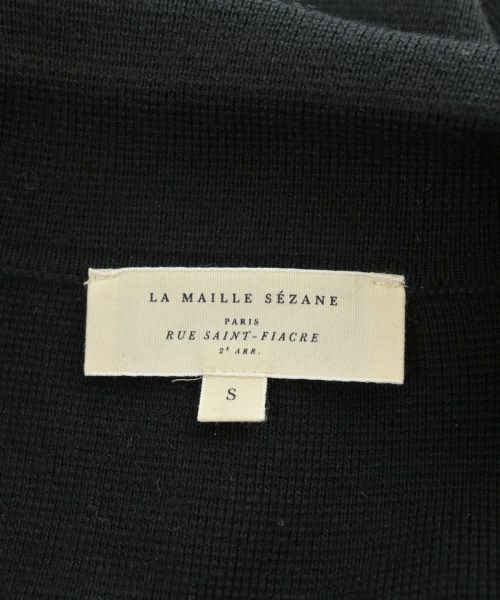 LA MAILLE SÉZANE
PARIS
RUE SAINT-FIACRE
2ᵉ ARR.
S